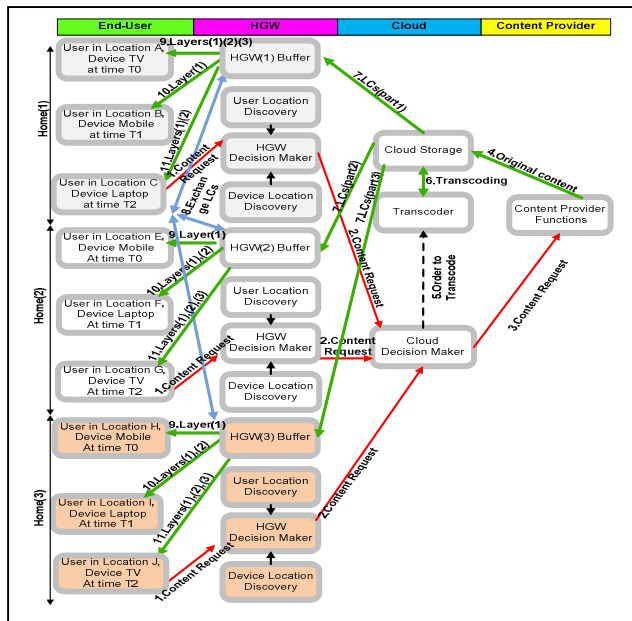 End-User
HGW
Cloud
Content Provider
Home(1)
User in Location A,
Device TV
at time T0
9.Layers(1)(2)(3)
HGW(1) Buffer
10.Layer(1)
User in Location B,
Device Mobile
at time T1
11.Layers(1)(2)
User Location
Discovery
1.Content
Request
HGW
Decision Maker
User in Location C
Device Laptop
at time T2
8.Exchan
ge LCs
Device Location
Discovery
7.LCs(part1)
7.LCs(part2)
7.LCs(part3)
Cloud Storage
4.Original content
6.Transcoding
Transcoder
Content Provider
Functions
2.Content Request
5.Order to
Transcode
3.Content Request
Cloud
Decision Maker
Home(2)
User in Location E,
Device Mobile
at time T0
9.Layer(1)
HGW(2) Buffer
10.Layers(1),(2)
User in Location F,
Device Laptop
At time T1
11.Layers(1),(2),(3)
User Location
Discovery
HGW
Decision Maker
2.Content
Request
User in Location G,
Device TV
At time T2
1.Content Request
Device Location
Discovery
Home(3)
User in Location H,
Device Mobile
At time T0
9.Layer(1)
HGW(3) Buffer
10.Layers(1),(2)
User in Location I,
Device Laptop
At time T1
11.Layers(1),(2),(3)
User Location
Discovery
HGW
Decision Maker
2.Content Request
User in Location J,
Device TV
At time T2
1.Content Request
Device Location
Discovery